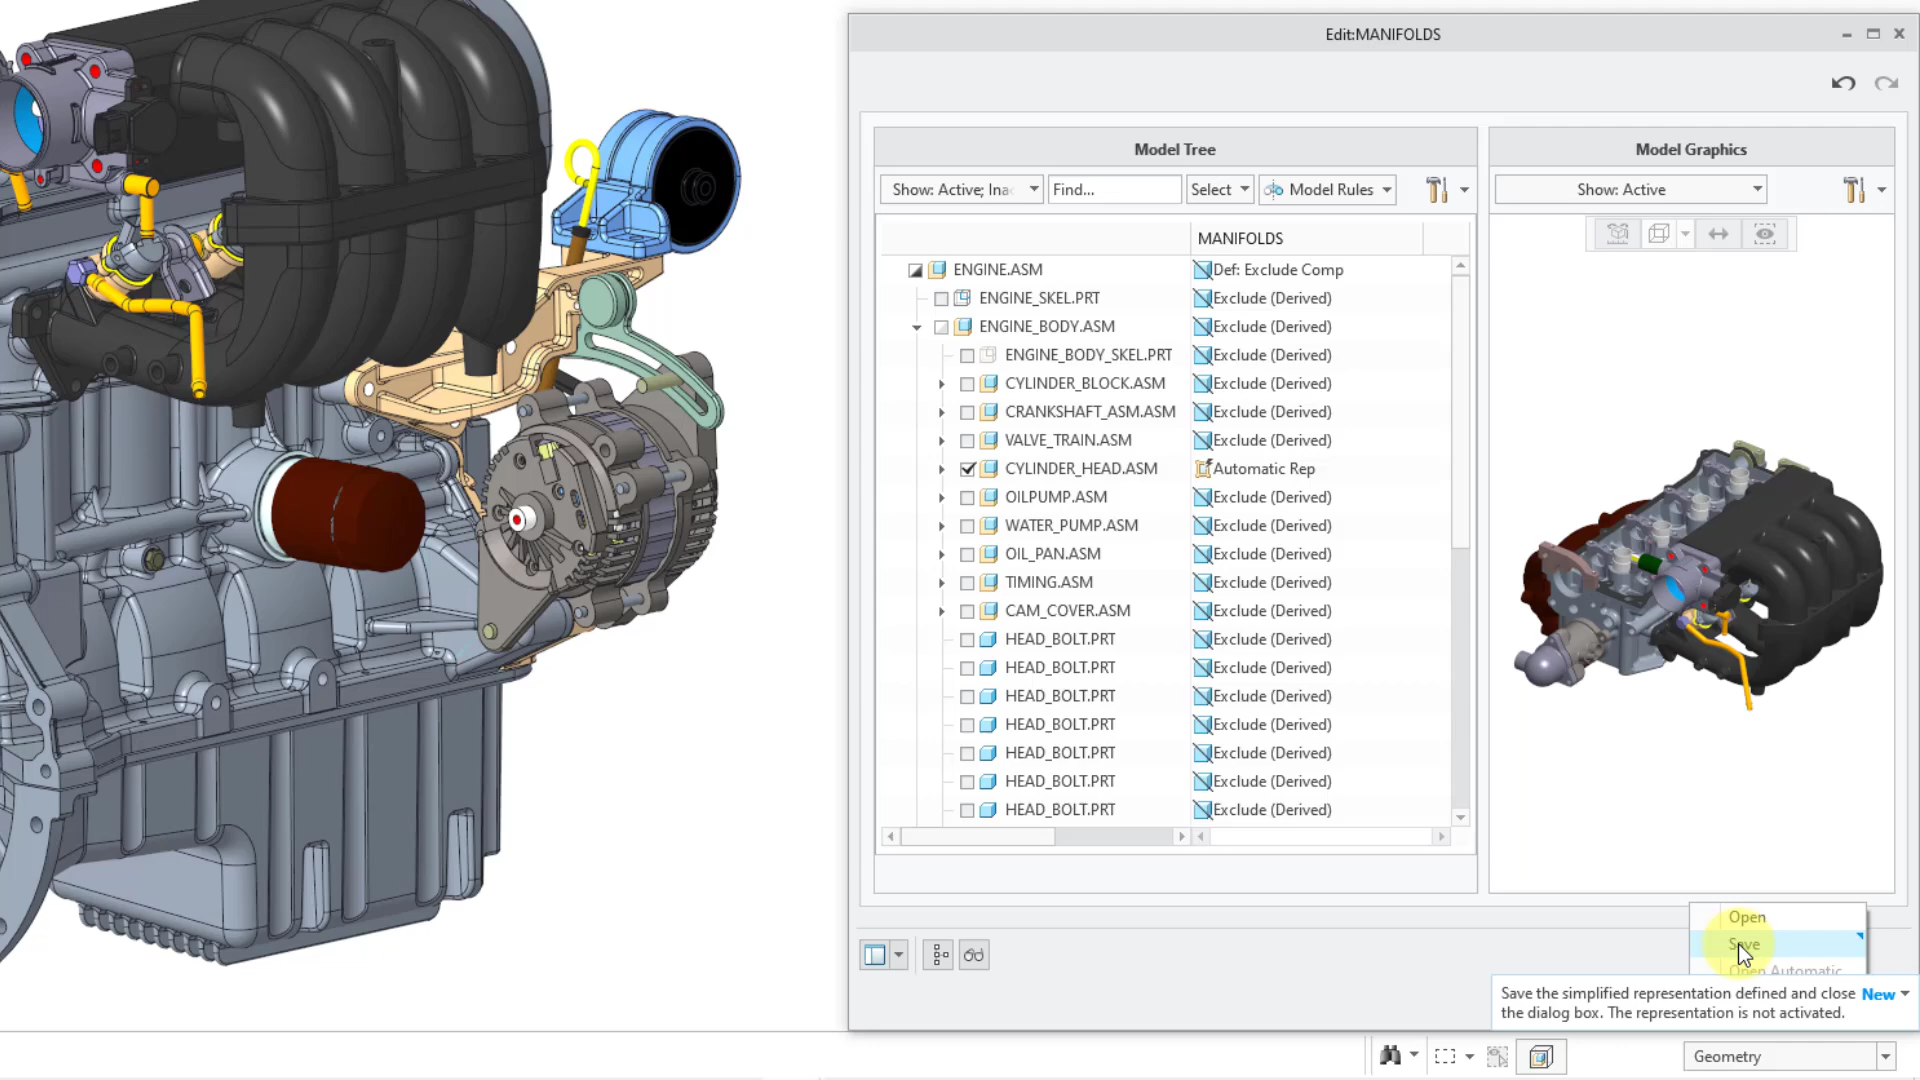 Edit:MANIFOLDS
Model Tree
Model Graphics
Show: Active; Ina
Find...
Select
Model Rules
Show: Active
MANIFOLDS
ENGINE.ASM Def: Exclude Comp
ENGINE_SKEL.PRT Exclude (Derived)
ENGINE_BODY.ASM Exclude (Derived)
ENGINE_BODY_SKEL.PRT Exclude (Derived)
CYLINDER_BLOCK.ASM Exclude (Derived)
CRANKSHAFT_ASM.ASM Exclude (Derived)
VALVE_TRAIN.ASM Exclude (Derived)
CYLINDER_HEAD.ASM Automatic Rep
OILPUMP.ASM Exclude (Derived)
WATER_PUMP.ASM Exclude (Derived)
OIL_PAN.ASM Exclude (Derived)
TIMING.ASM Exclude (Derived)
CAM_COVER.ASM Exclude (Derived)
HEAD_BOLT.PRT Exclude (Derived)
HEAD_BOLT.PRT Exclude (Derived)
HEAD_BOLT.PRT Exclude (Derived)
HEAD_BOLT.PRT Exclude (Derived)
HEAD_BOLT.PRT Exclude (Derived)
HEAD_BOLT.PRT Exclude (Derived)
HEAD_BOLT.PRT Exclude (Derived)
Open
Save
Open Automatic
Save the simplified representation defined and close New
the dialog box. The representation is not activated.
Geometry